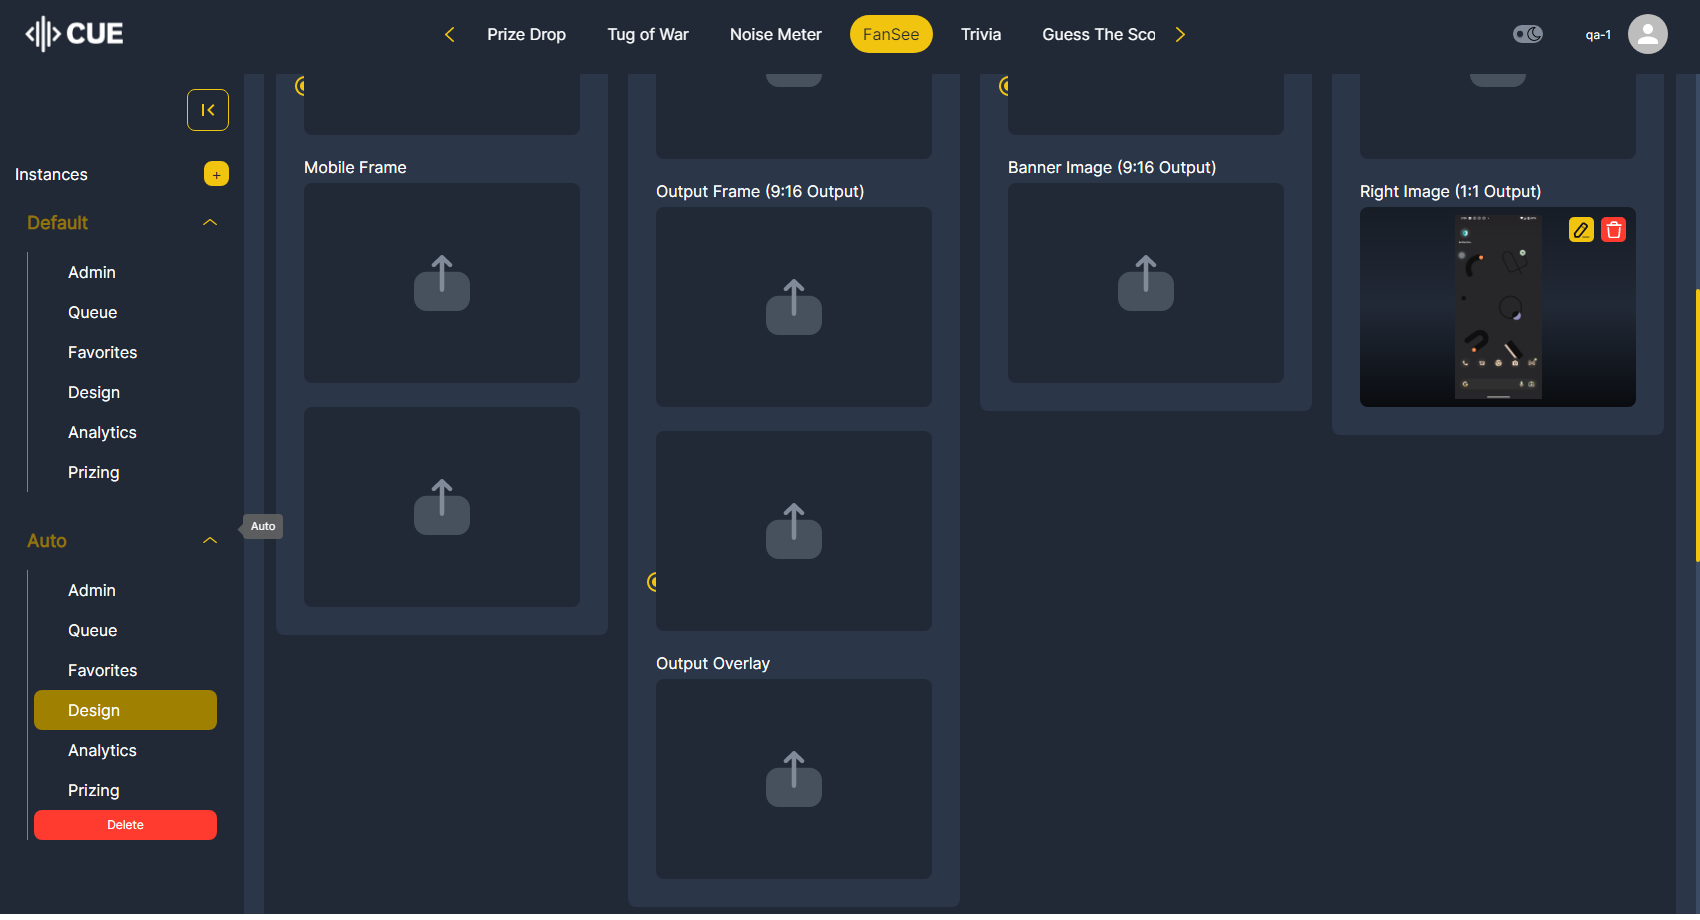 CUE
Prize Drop
Tug of War
Noise Meter
FanSee
Trivia
Guess The Sco
qa-1
Instances
+
Default
Admin
Queue
Favorites
Design
Analytics
Prizing
Auto
Auto
Admin
Queue
Favorites
Design
Analytics
Prizing
Delete
Mobile Frame
Output Frame (9:16 Output)
Output Overlay
Banner Image (9:16 Output)
Right Image (1:1 Output)